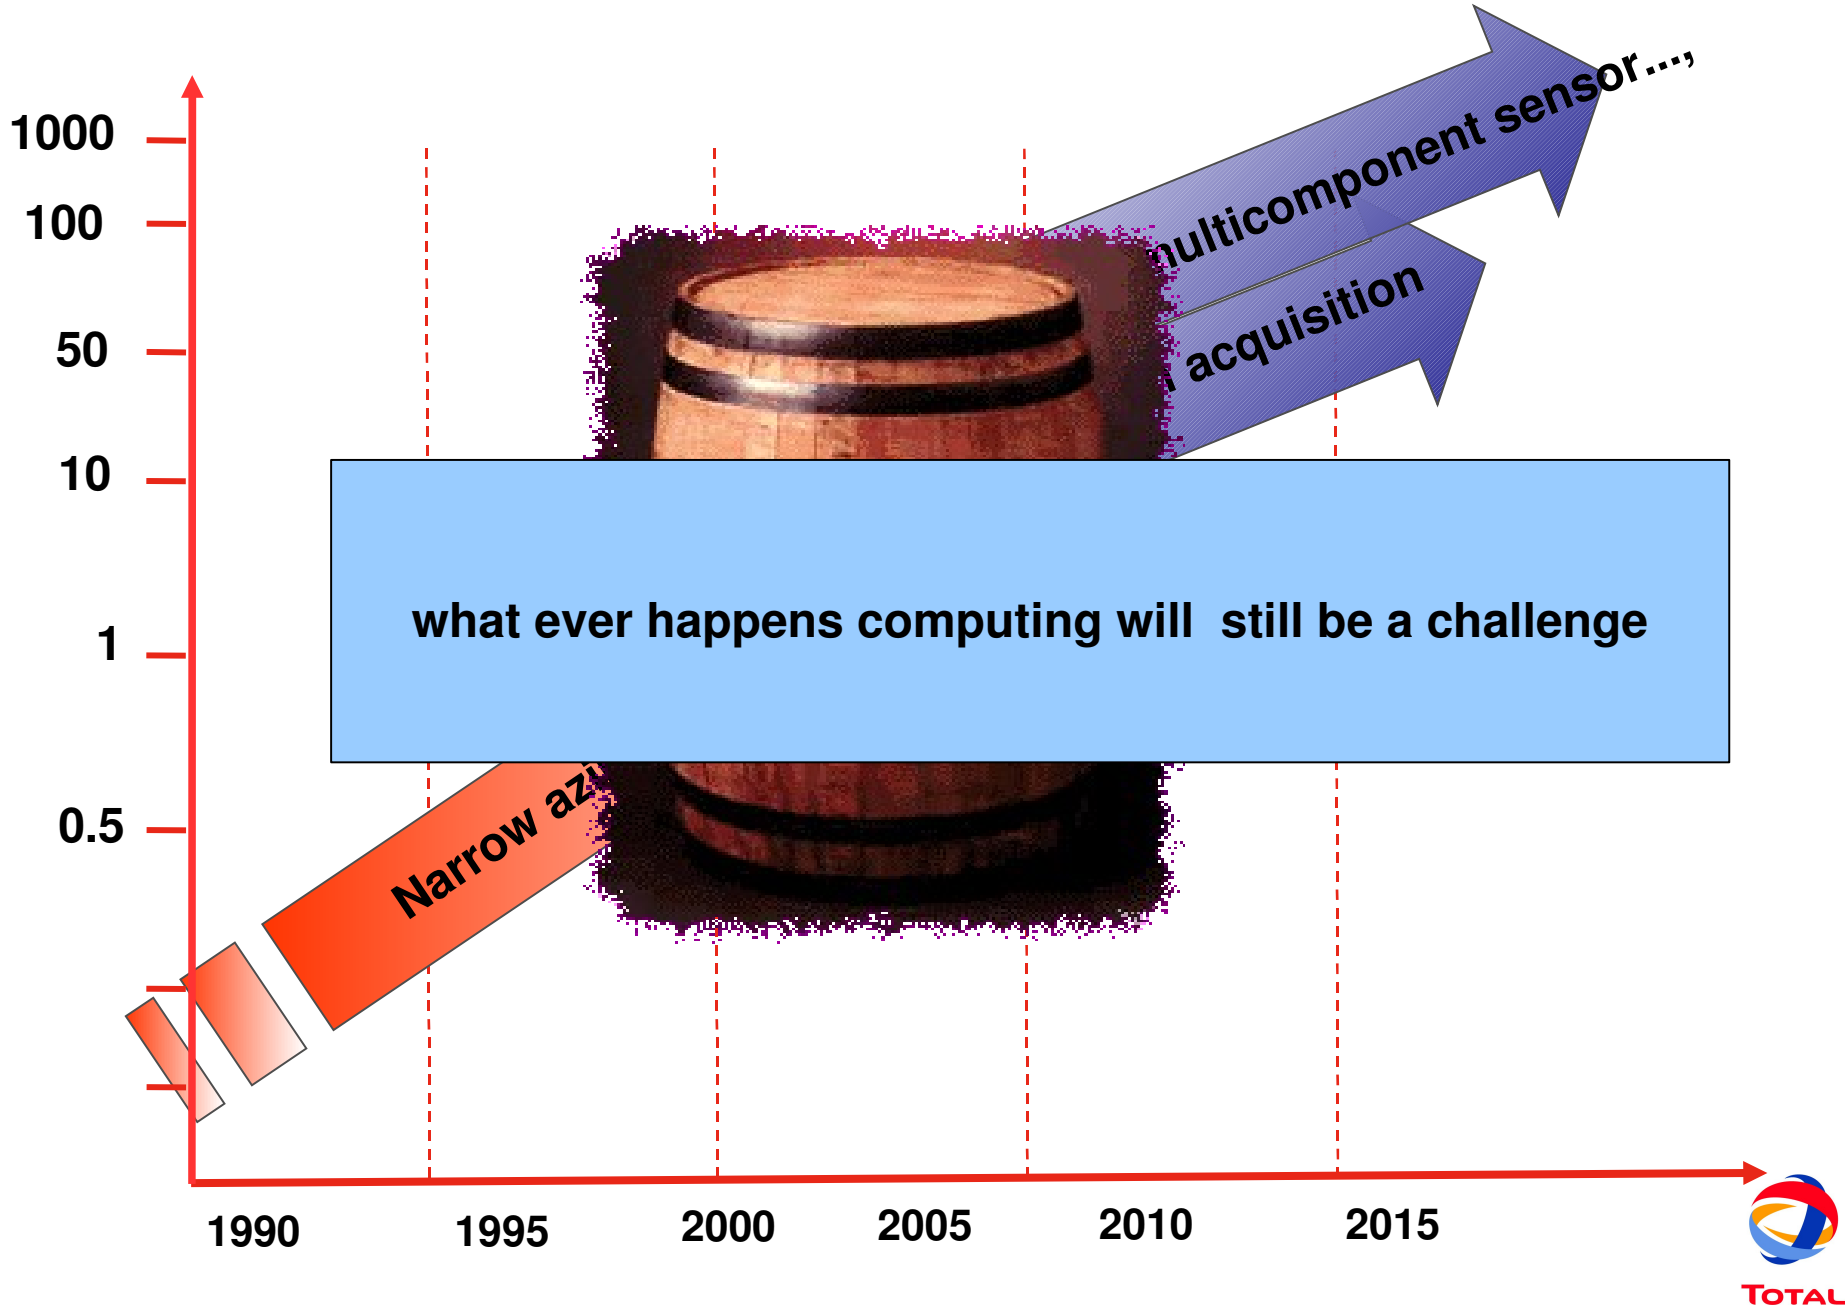 multicomponent sensor...,
1000
100
acquisition
50
10
what ever happens computing will still be a challenge
1
0.5
Narrow
1990
1995
2000
2005
2010
2015
TOTAL